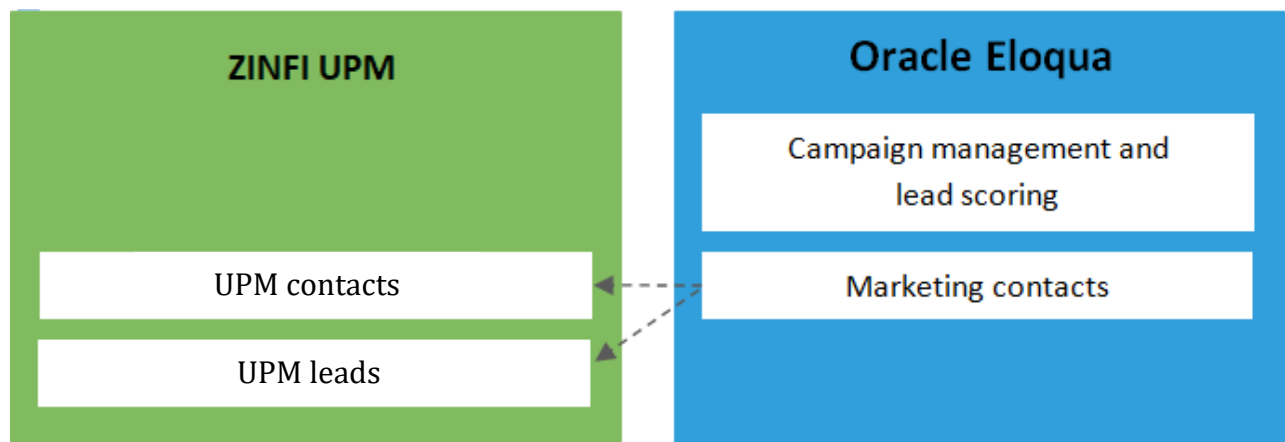 ZINFI UPM
UPM contacts
UPM leads
Oracle Eloqua
Campaign management and
lead scoring
Marketing contacts